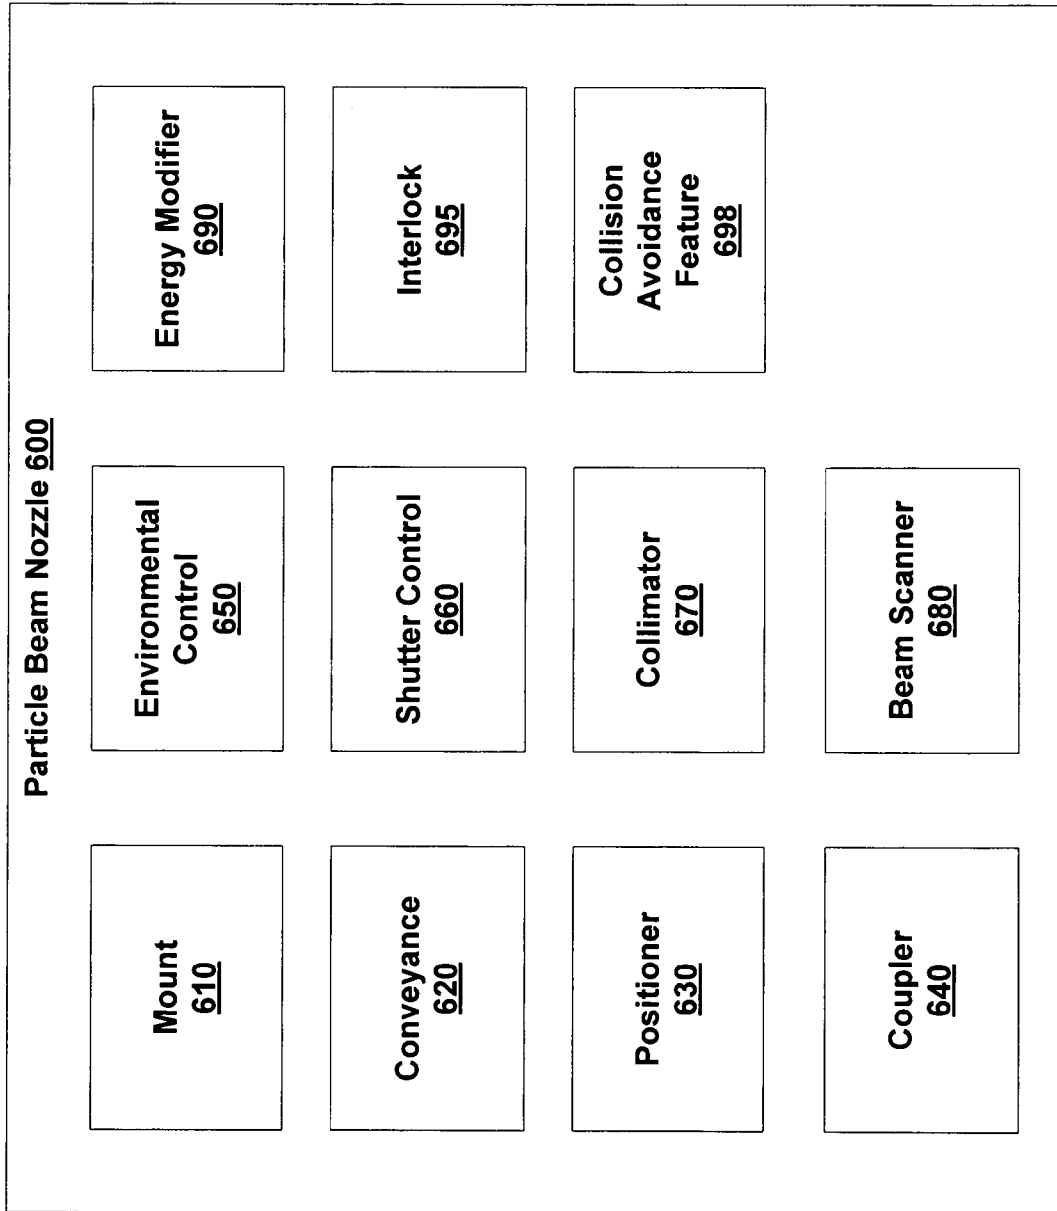 Particle Beam Nozzle 600
Mount
610
Conveyance
620
Positioner
630
Coupler
640
Environmental
Control
650
Shutter Control
660
Collimator
670
Beam Scanner
680
Energy Modifier
690
Interlock
695
Collision
Avoidance
Feature
698